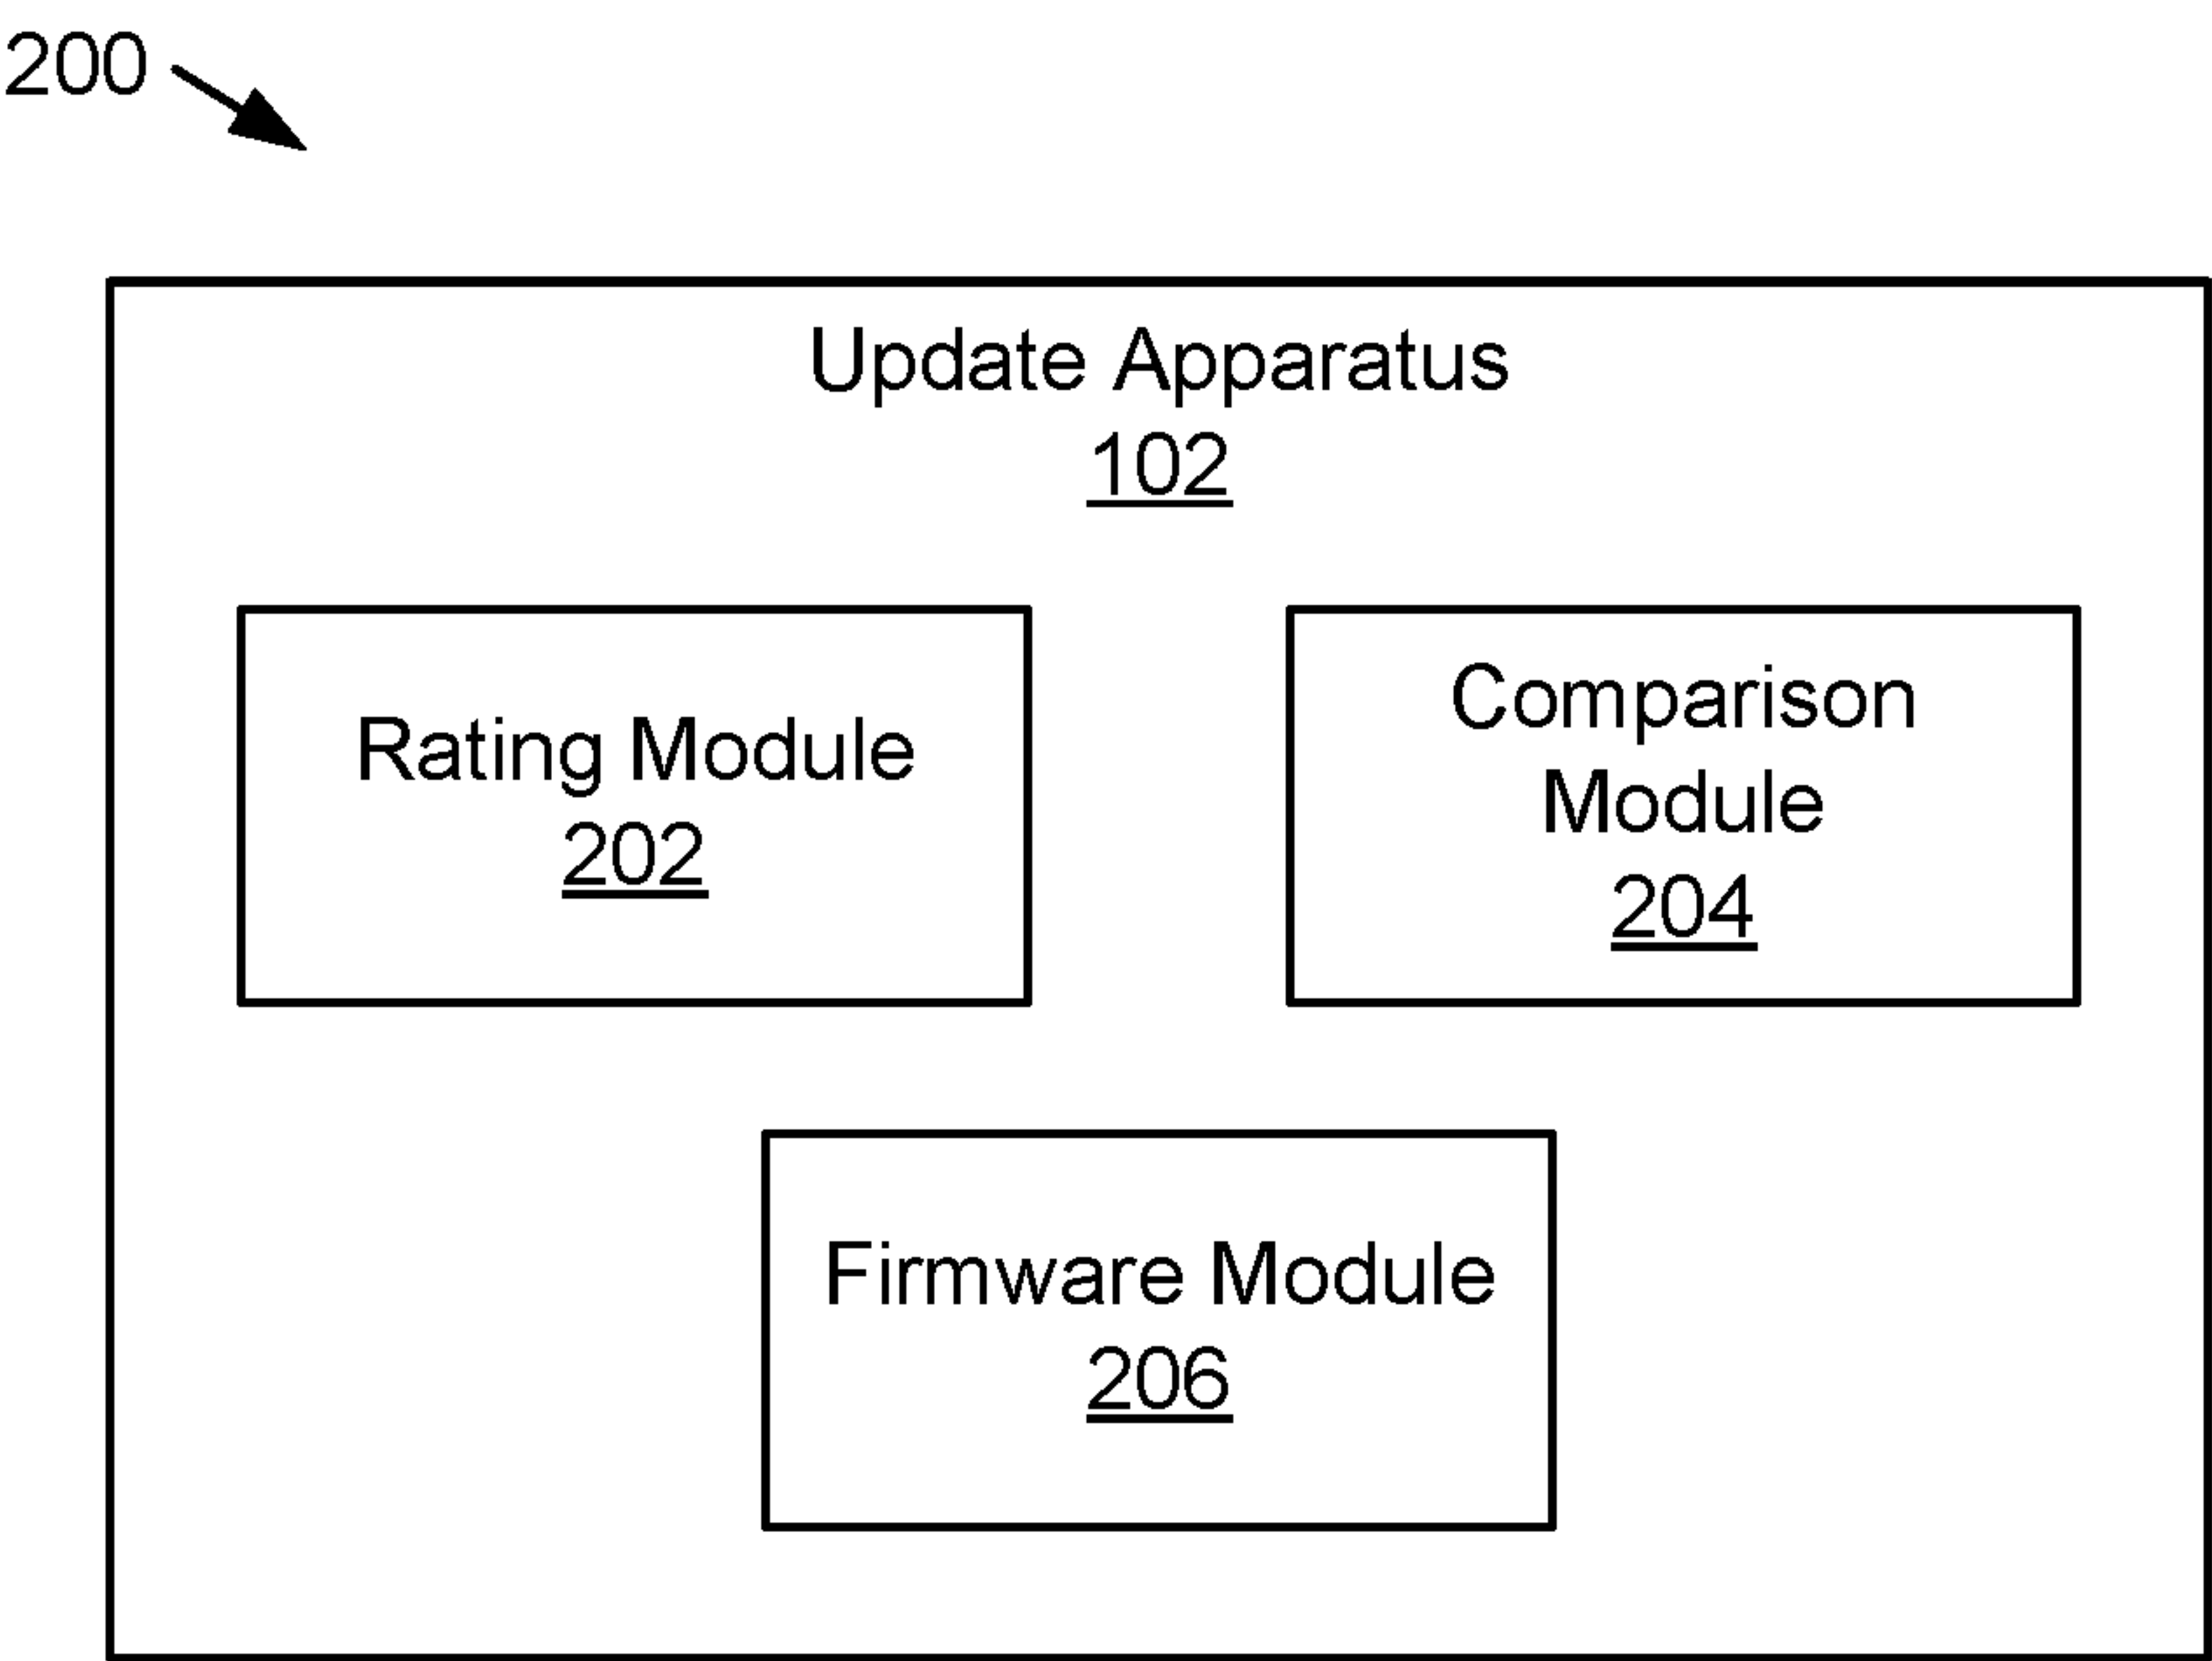 200
Update Apparatus
102
Rating Module
202
Comparison
Module
204
Firmware Module
206